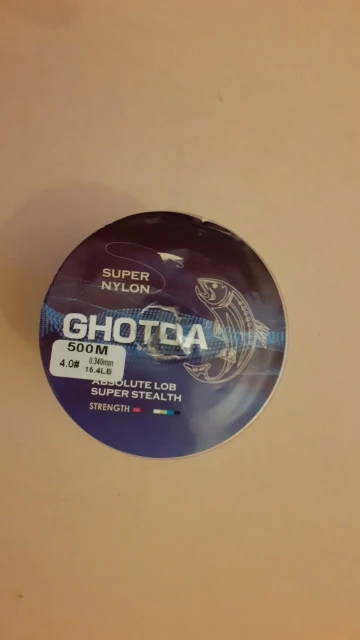 SUPER
NYLON
GHOTDA
500M
4.0# 0.340mm
16.4LB
ABSOLUTE LOB
SUPER STEALTH
STRENGTH